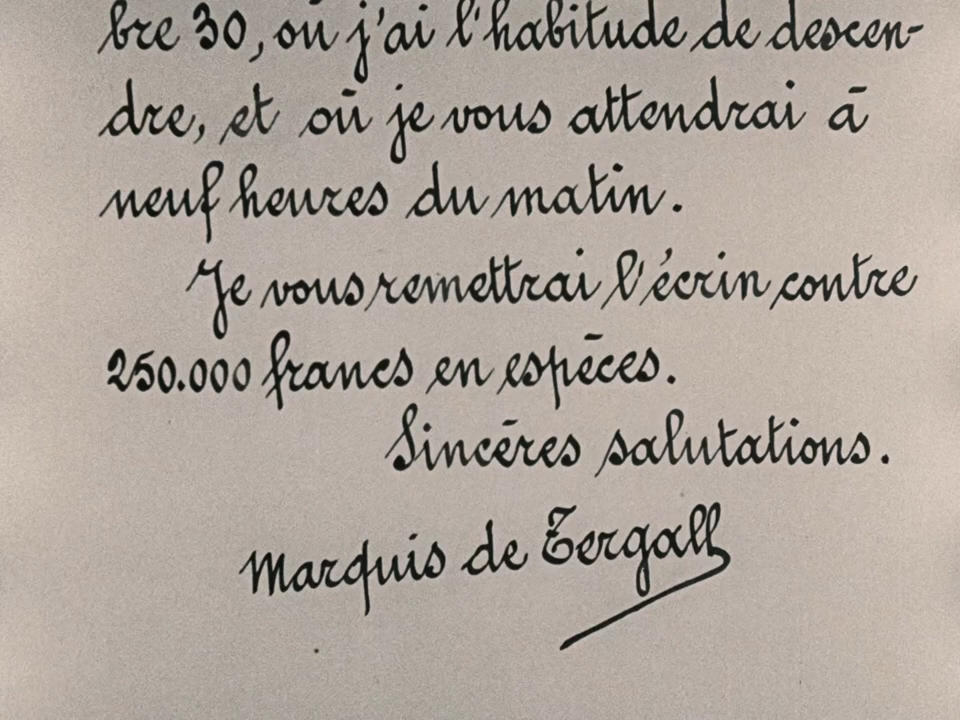 bre 30, où j'ai l'habitude de descen-
dre, et où je vous attendrai à
neuf heures du matin.
Je vous remettrai l'écrin contre
250.000 francs en espèces.
Sincères salutations.
Marquis de Tergall